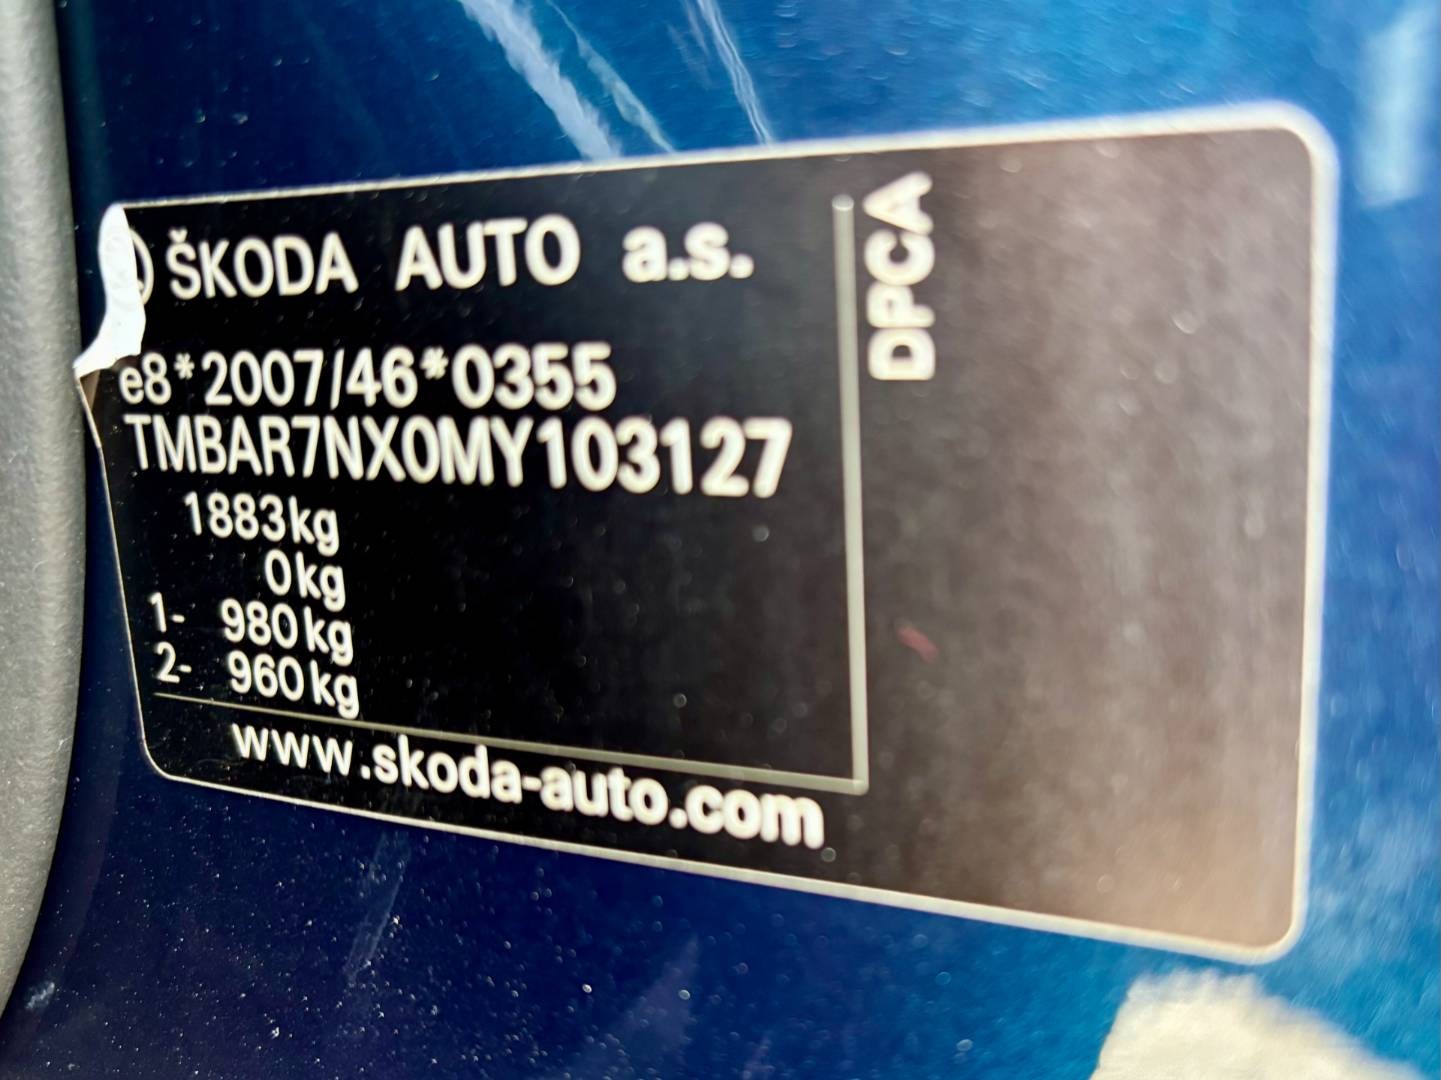 ŠKODA AUTO a.s.
e8*2007/46*0355
TMBAR7NX0MY103127
1883kg
0kg
1- 980kg
2- 960kg
www.skoda-auto.com
DPCA